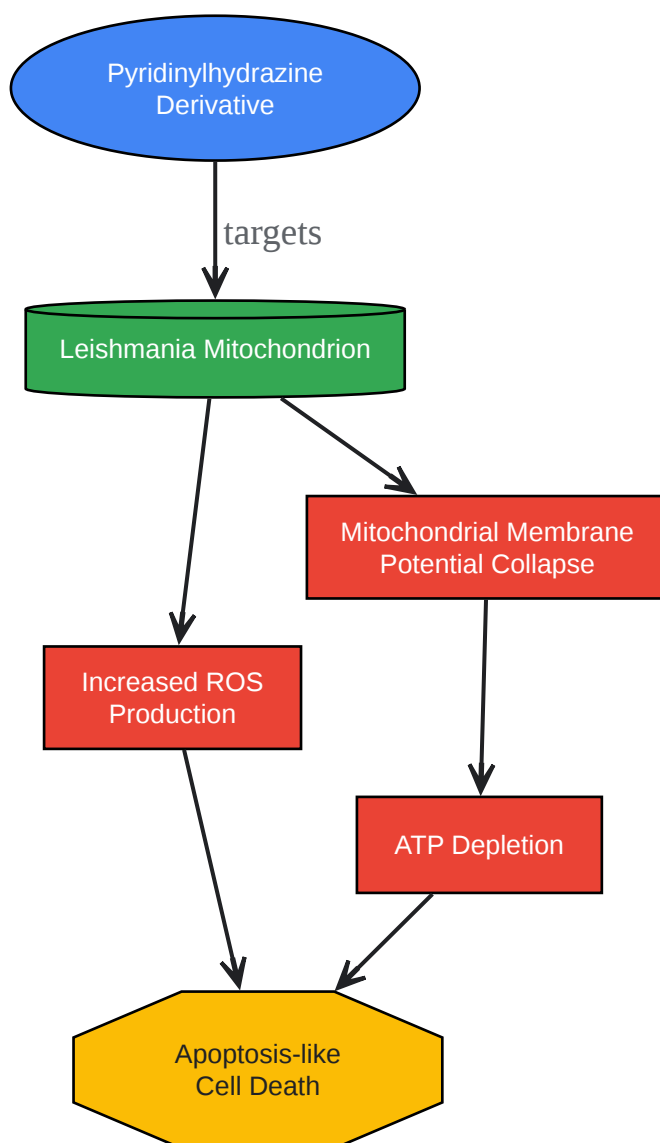 Pyridinylhydrazine
Derivative
targets
Leishmania Mitochondrion
Mitochondrial Membrane
Potential Collapse
Increased ROS
Production
ATP Depletion
Apoptosis-like
Cell Death